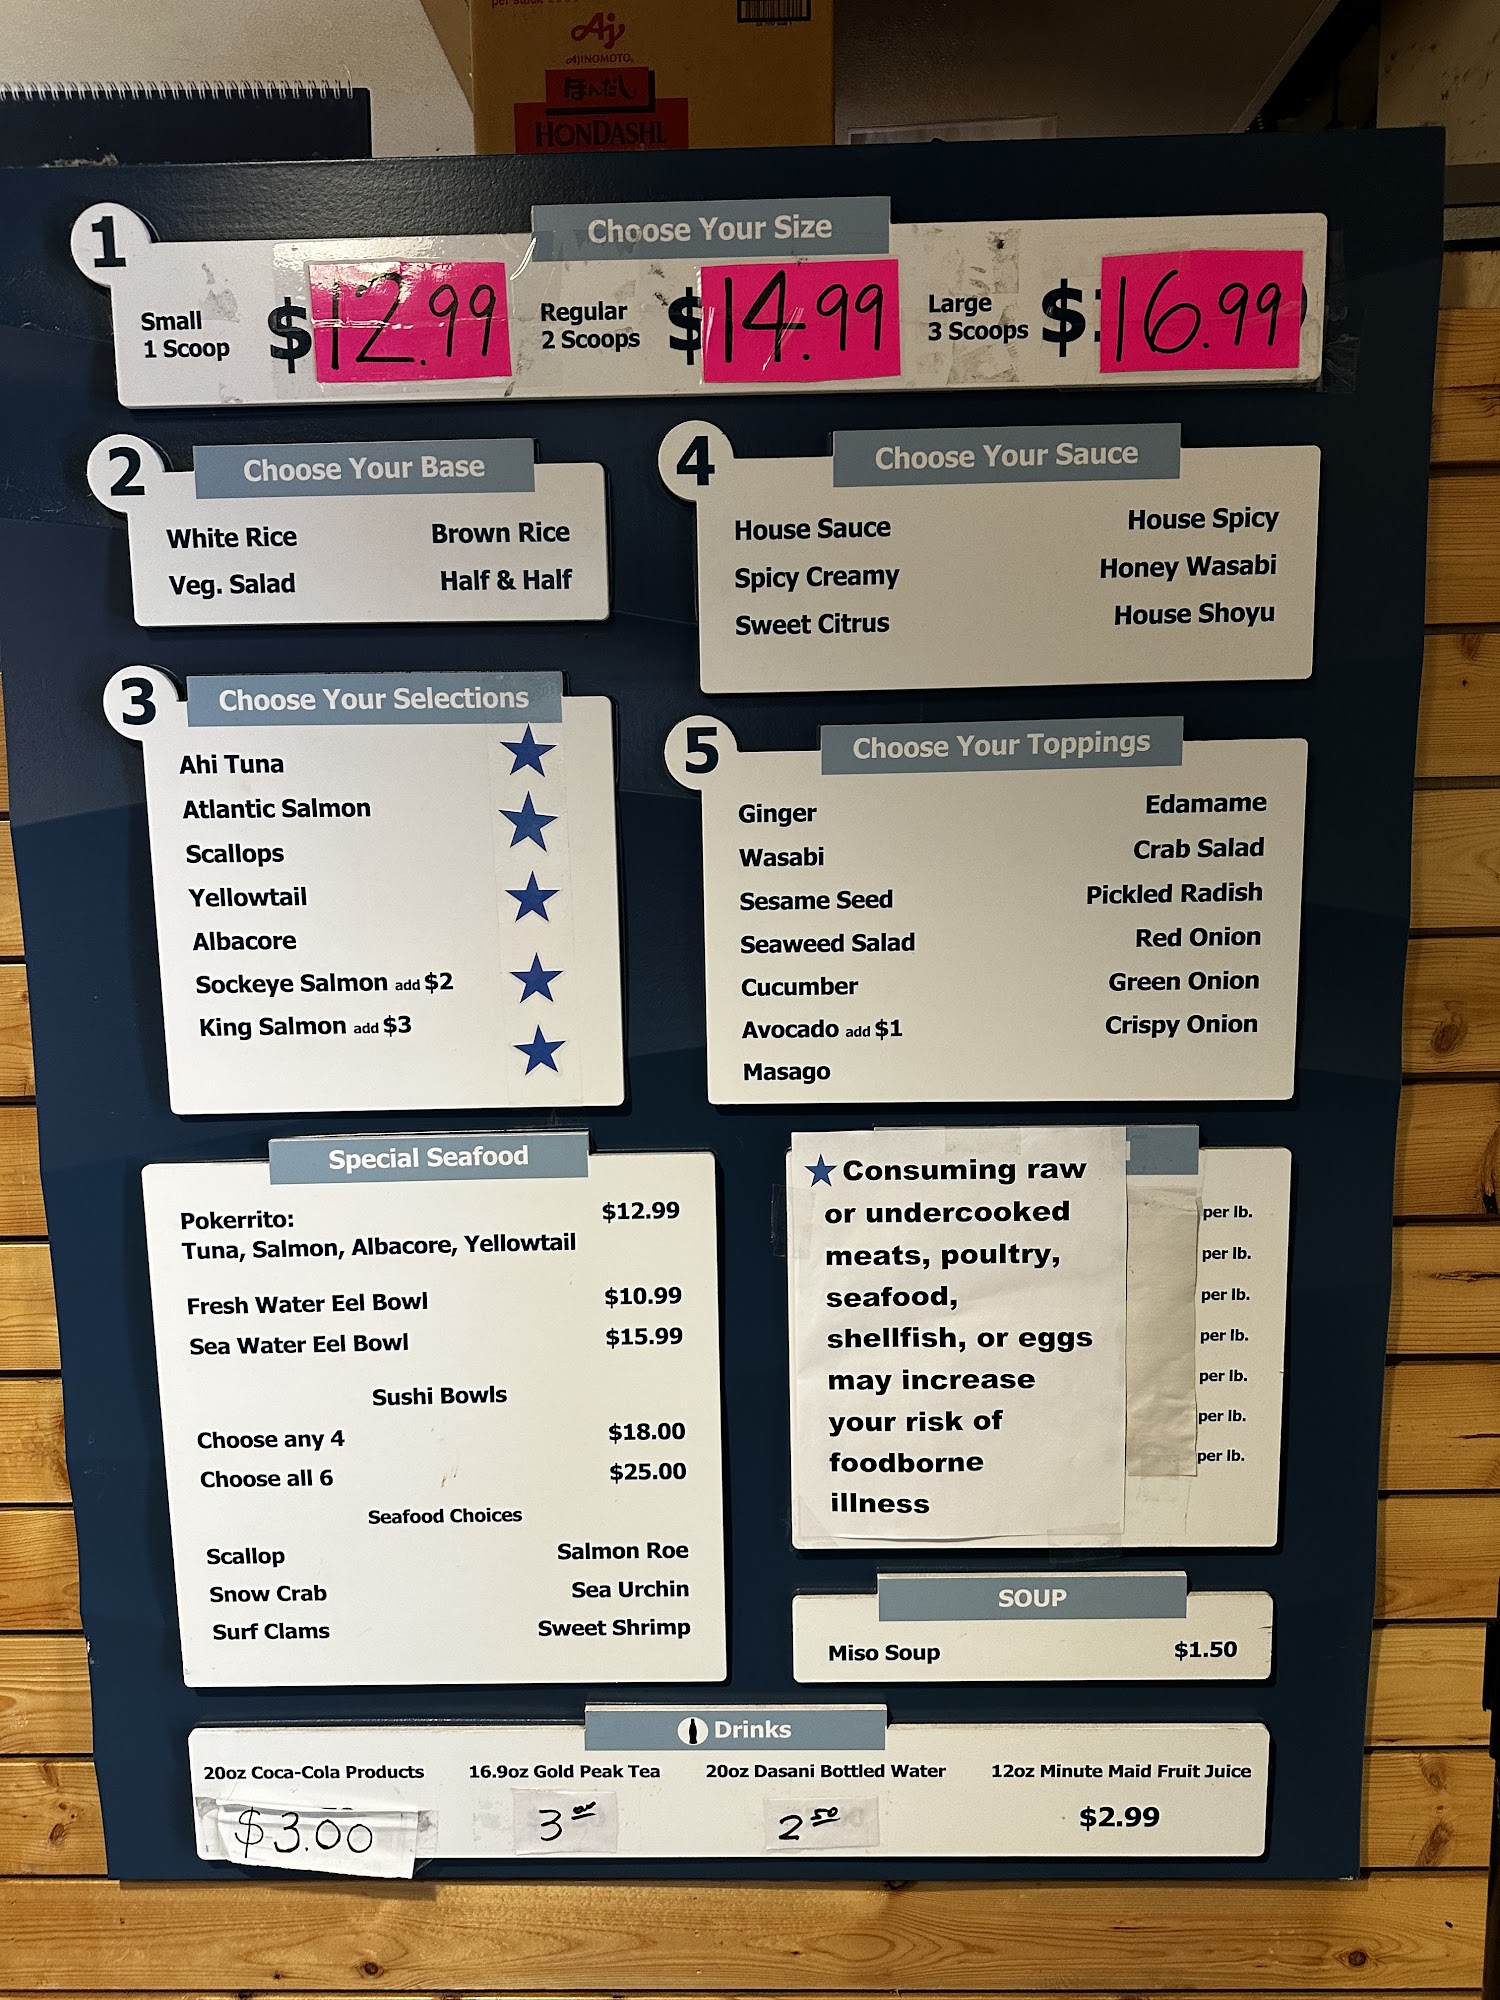 Aj
AJINOMOTO®
ほんだし
HONDASHI
1
Choose Your Size
Small
1 Scoop
$12.99
Regular
2 Scoops
$14.99
Large
3 Scoops
$16.99
2
Choose Your Base
White Rice
Brown Rice
Veg. Salad
Half & Half
3
Choose Your Selections
Ahi Tuna
Atlantic Salmon
Scallops
Yellowtail
Albacore
Sockeye Salmon add $2
King Salmon add $3
4
Choose Your Sauce
House Sauce
House Spicy
Spicy Creamy
Honey Wasabi
Sweet Citrus
House Shoyu
5
Choose Your Toppings
Ginger
Edamame
Wasabi
Crab Salad
Sesame Seed
Pickled Radish
Seaweed Salad
Red Onion
Cucumber
Green Onion
Avocado add $1
Crispy Onion
Masago
Special Seafood
Pokerrito: $12.99
Tuna, Salmon, Albacore, Yellowtail
Fresh Water Eel Bowl $10.99
Sea Water Eel Bowl $15.99
Sushi Bowls
Choose any 4 $18.00
Choose all 6 $25.00
Seafood Choices
Scallop
Salmon Roe
Snow Crab
Sea Urchin
Surf Clams
Sweet Shrimp
★ Consuming raw
or undercooked
meats, poultry,
seafood,
shellfish, or eggs
may increase
your risk of
foodborne
illness
per lb.
per lb.
per lb.
per lb.
per lb.
per lb.
per lb.
SOUP
Miso Soup $1.50
Drinks
20oz Coca-Cola Products
$3.00
16.9oz Gold Peak Tea
3 00
20oz Dasani Bottled Water
2 50
12oz Minute Maid Fruit Juice
$2.99